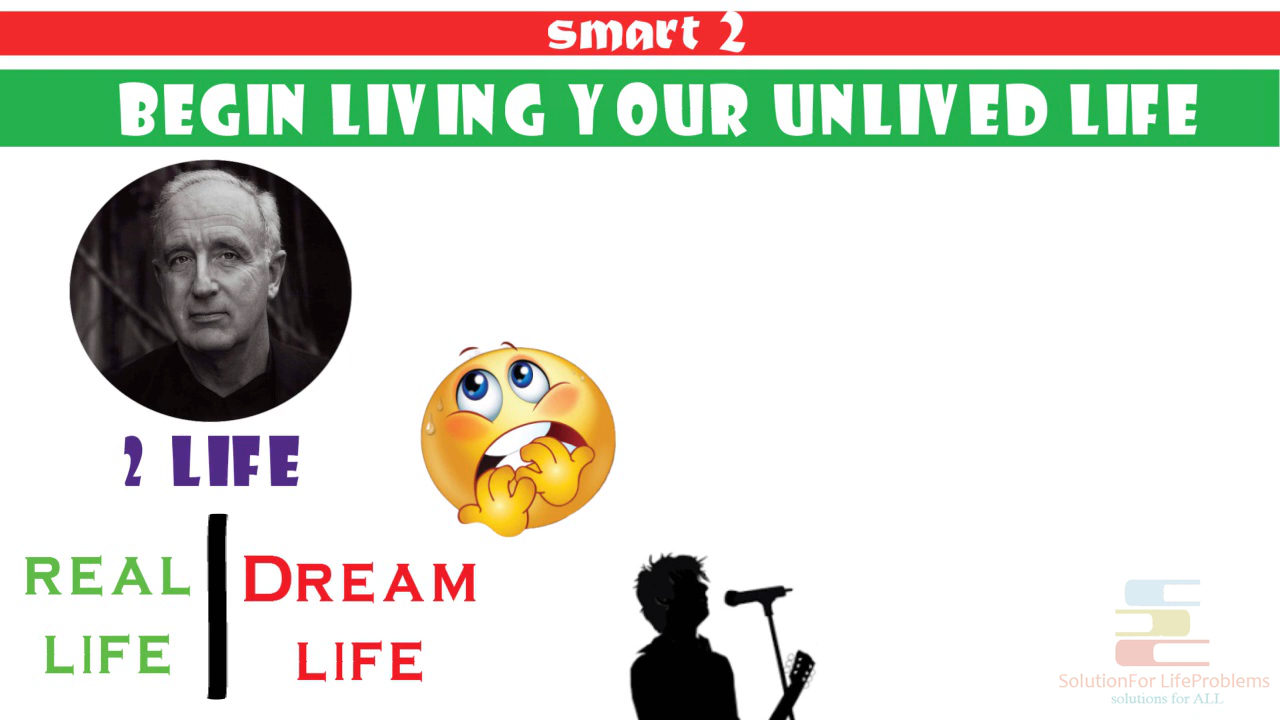 smart 2
BEGIN LIVING YOUR UNLIVED LIFE
2 LIFE
REAL
LIFE
DREAM
LIFE
SolutionFor LifeProblems
solutions for ALL